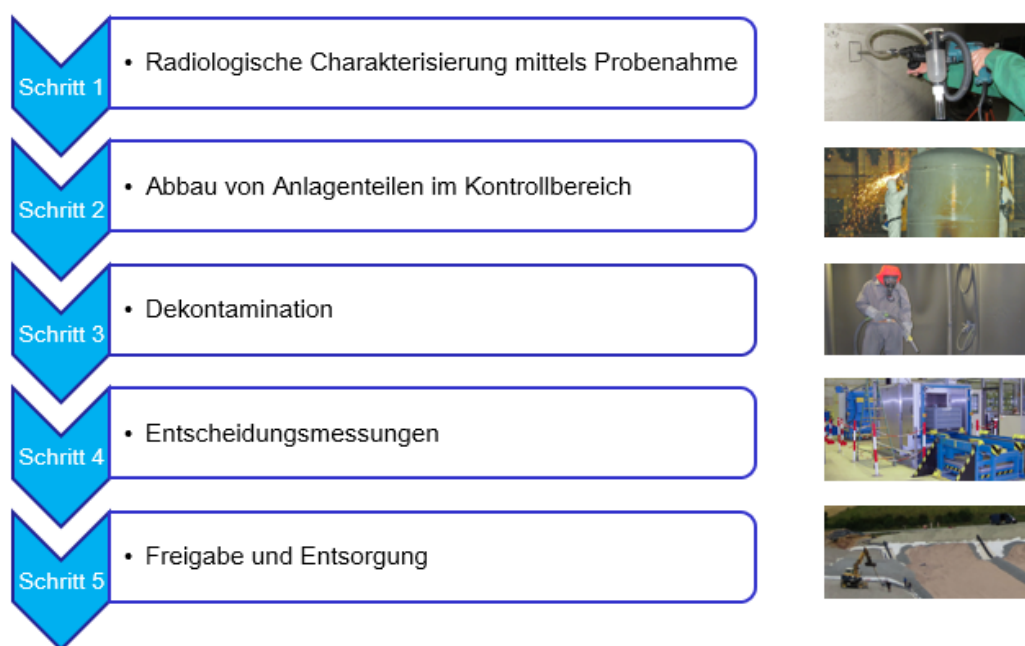 Schritt 1
• Radiologische Charakterisierung mittels Probenahme
Schritt 2
• Abbau von Anlagenteilen im Kontrollbereich
Schritt 3
• Dekontamination
Schritt 4
• Entscheidungsmessungen
Schritt 5
• Freigabe und Entsorgung